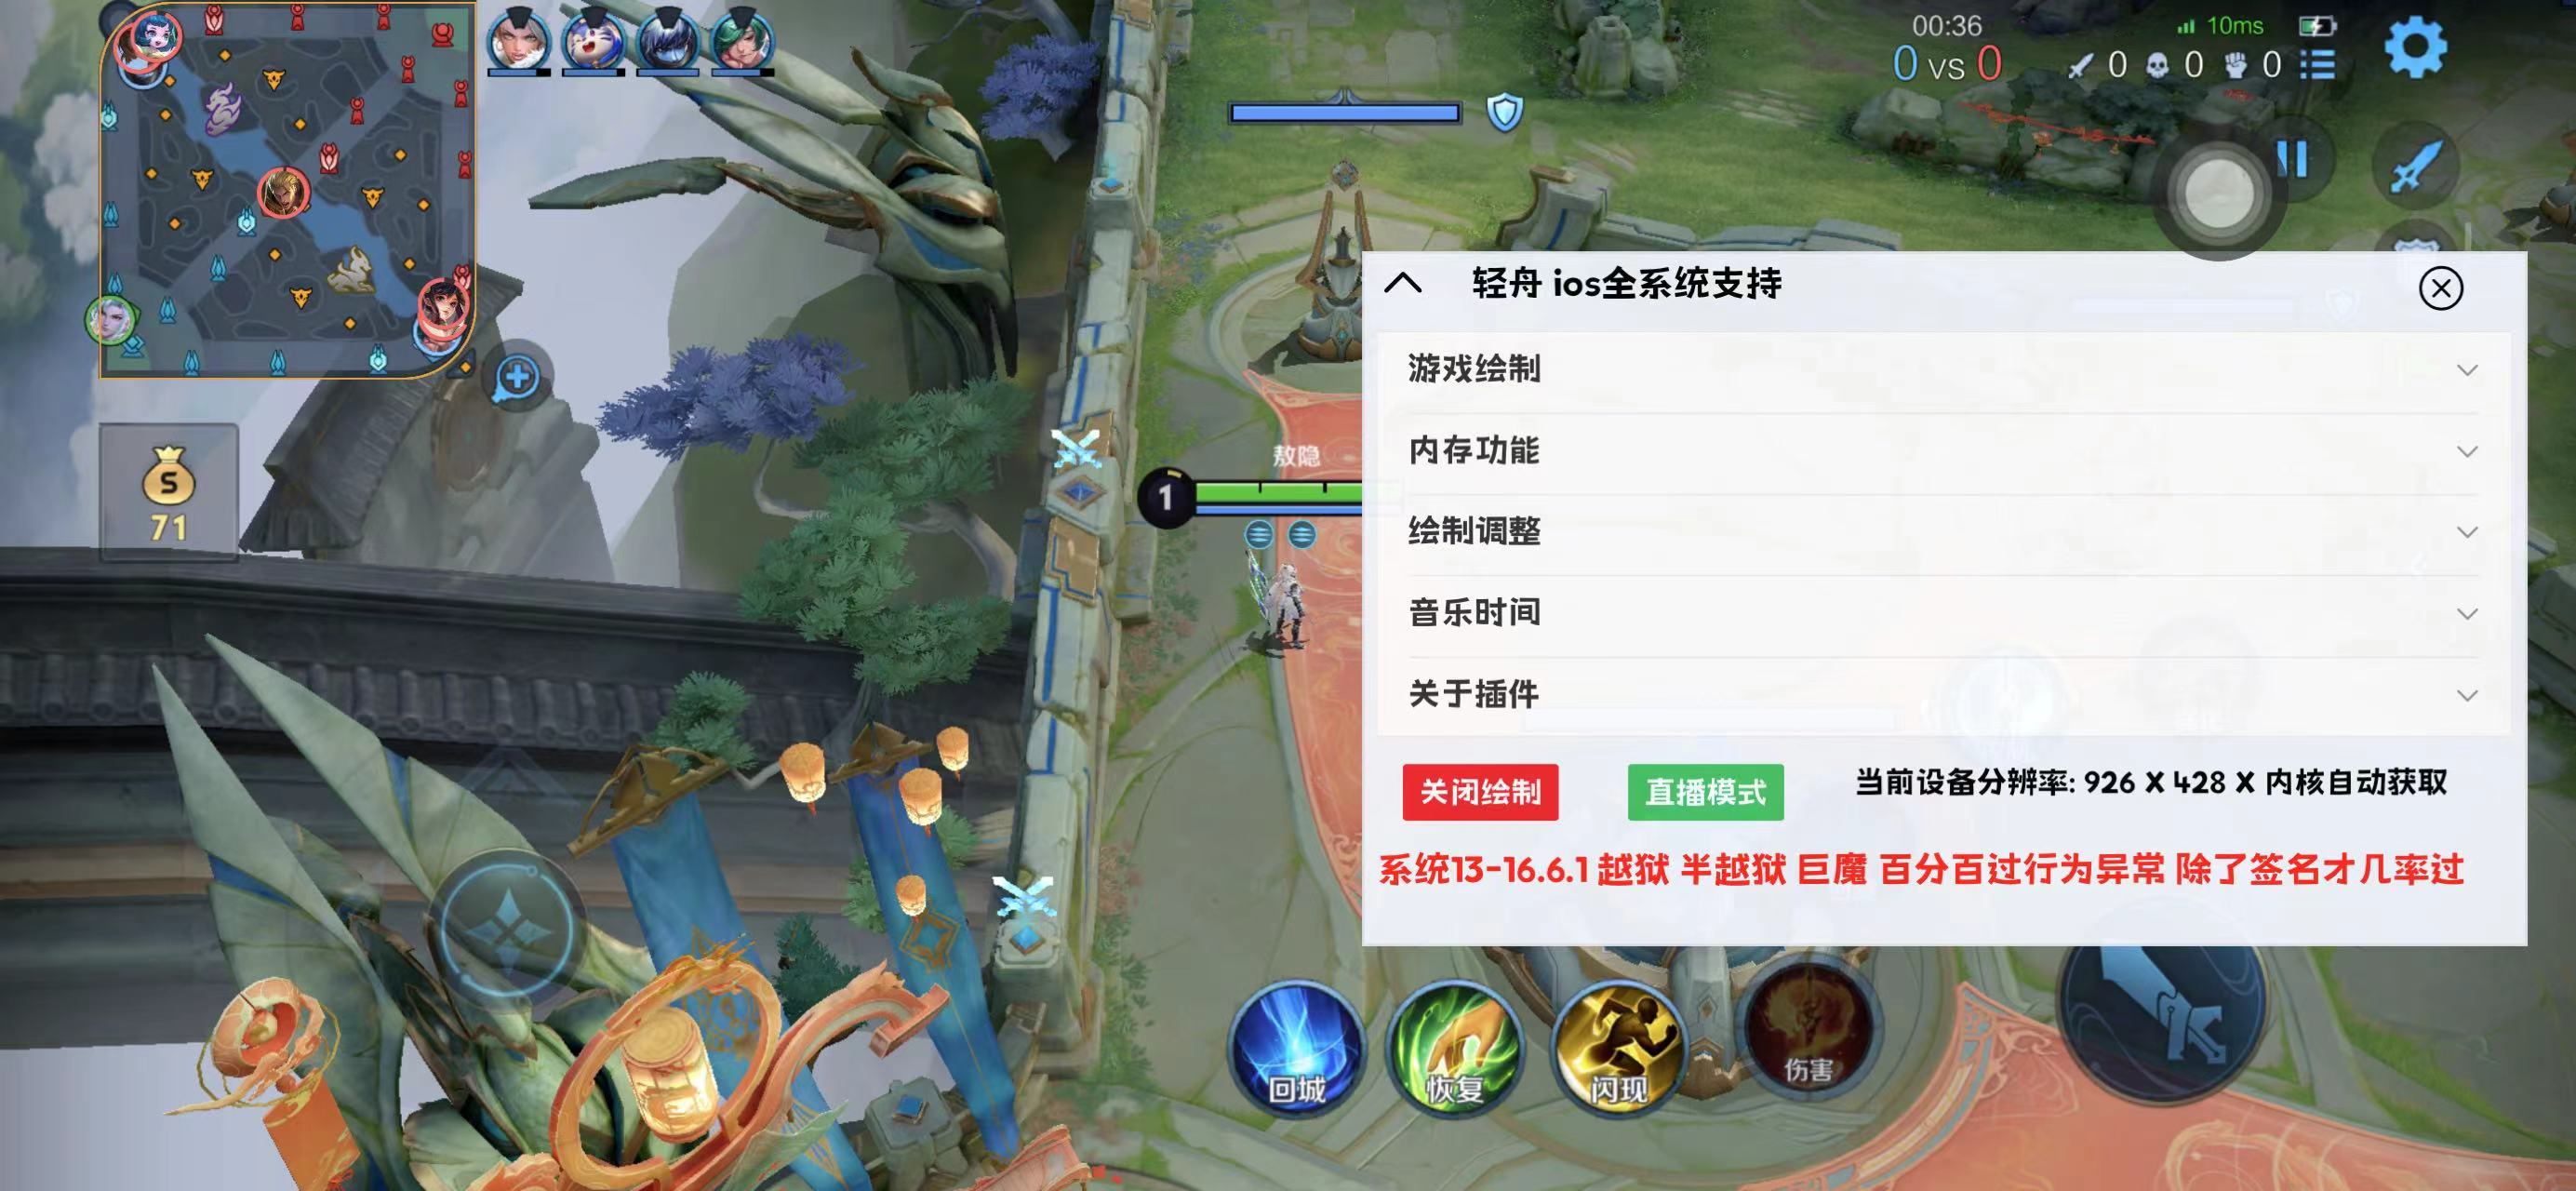 00:36
10ms
0 VS 0
0
0
0
S
71
敖隐
1
轻舟 ios全系统支持
游戏绘制
内存功能
绘制调整
音乐时间
关于插件
关闭绘制
直播模式
当前设备分辨率: 926 X 428 X 内核自动获取
系统13-16.6.1 越狱 半越狱 巨魔 百分百过行为异常 除了签名才几率过
回城
恢复
闪现
伤害